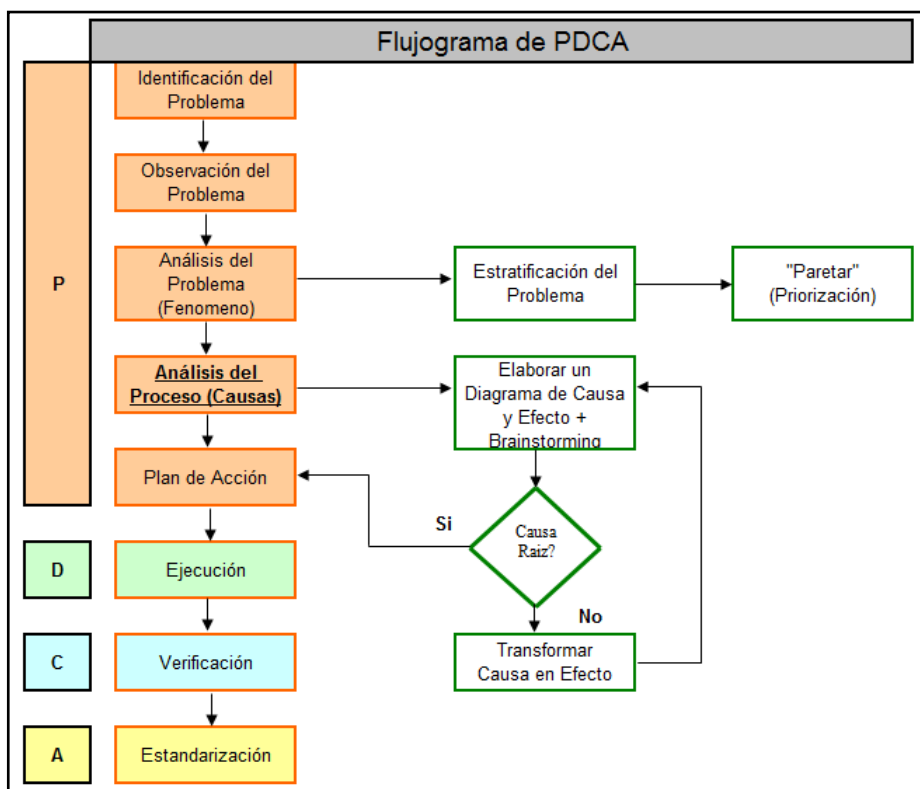 Flujograma de PDCA
P
Identificación del
Problema
Observación del
Problema
Análisis del
Problema
(Fenomeno)
Estratificación del
Problema
"Paretar"
(Priorización)
Análisis del
Proceso (Causas)
Elaborar un
Diagrama de Causa
y Efecto +
Brainstorming
Plan de Acción
Si
Causa
Raiz?
No
D
Ejecución
C
Verificación
Transformar
Causa en Efecto
A
Estandarización